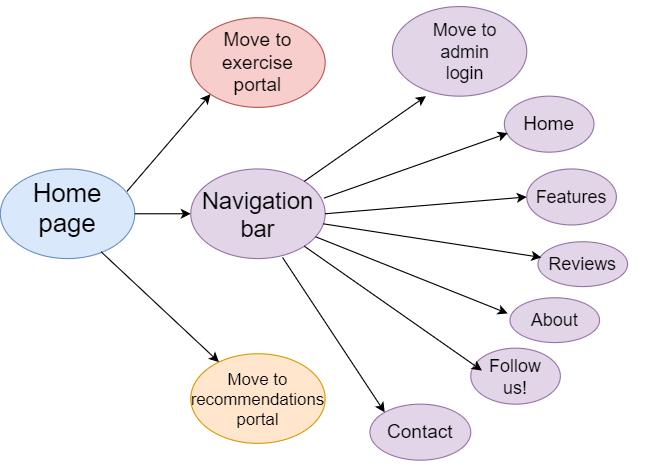 Home
page
Move to
exercise
portal
Navigation
bar
Move to
recommendations
portal
Move to
admin
login
Home
Features
Reviews
About
Follow
us!
Contact